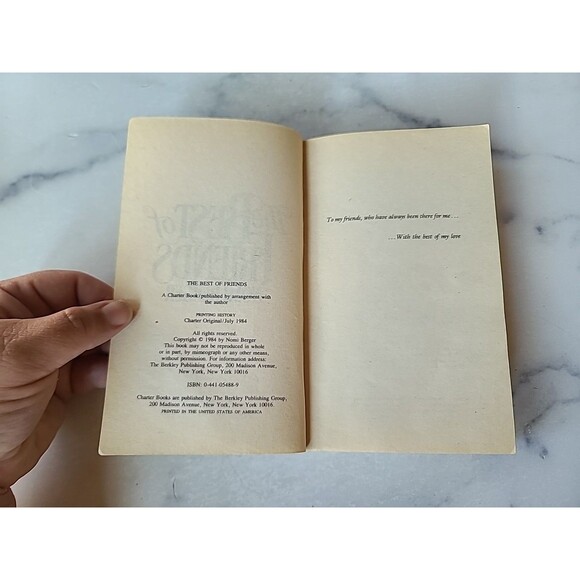 THE BEST OF FRIENDS
A Charter Book/published by arrangement with
the author
PRINTING HISTORY
Charter Original/July 1984
All rights reserved.
Copyright © 1984 by Nomi Berger
This book may not be reproduced in whole
or in part, by mimeograph or any other means,
without permission. For information address:
The Berkley Publishing Group, 200 Madison Avenue,
New York, New York 10016
ISBN: 0-441-05488-9
Charter Books are published by The Berkley Publishing Group,
200 Madison Avenue, New York, New York 10016.
PRINTED IN THE UNITED STATES OF AMERICA
To my friends, who have always been there for me...
...With the best of my love